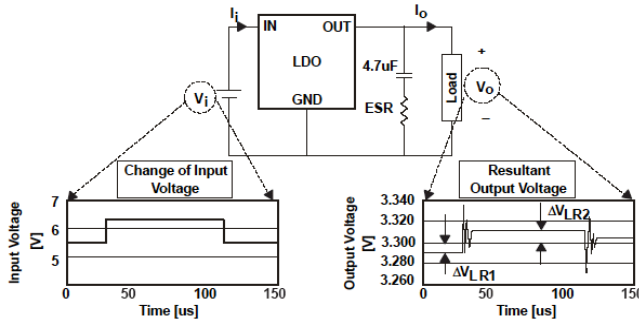 Ii
Io
IN
OUT
LDO
GND
4.7uF
ESR
Load
+
Vo
–
Vi
Change of Input
Voltage
Resultant
Output Voltage
Input Voltage
[V]
7
6
5
0
50
100
150
Time [us]
Output Voltage
[V]
3.340
3.320
3.300
3.280
3.260
ΔVLR2
ΔVLR1
0
50
100
150
Time [us]